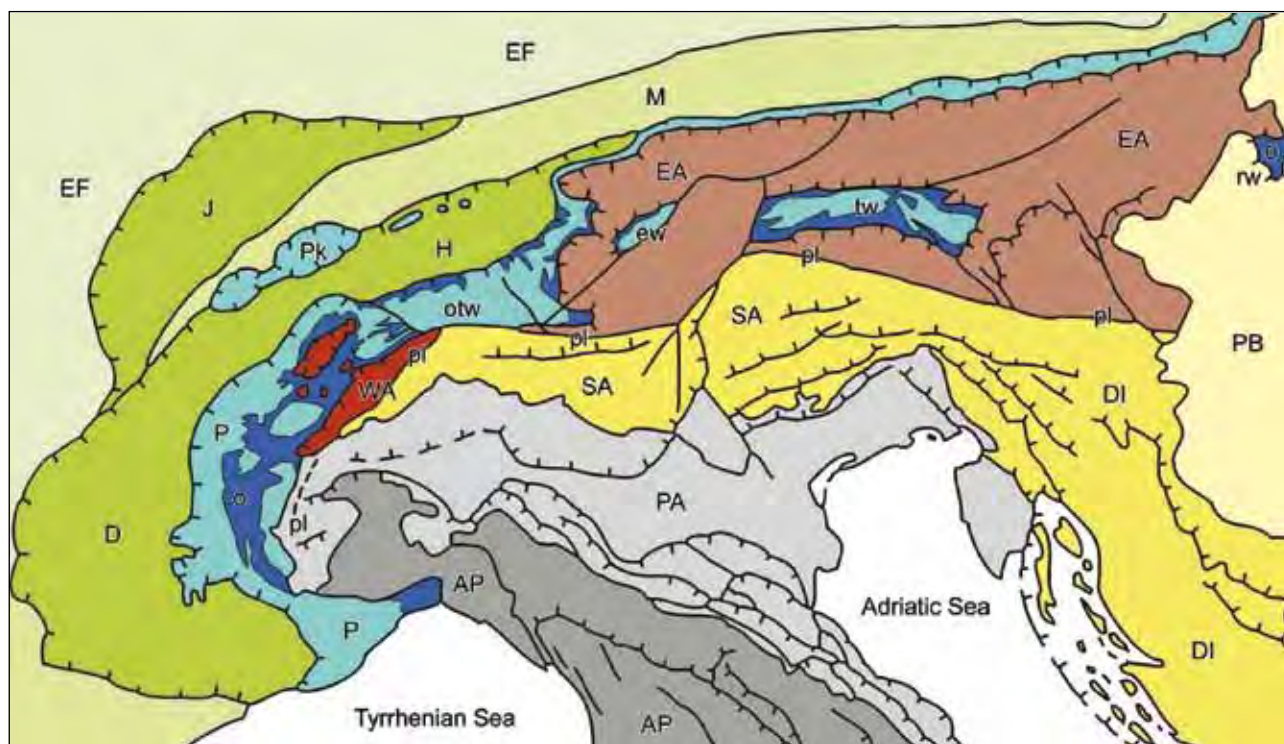 EF
M
EF
J
EA
EA
o
rw
Pk
H
ew
tw
pl
otw
SA
pl
pl
pl
WA
SA
PB
DI
P
o
PA
pl
D
AP
Adriatic Sea
P
DI
Tyrrhenian Sea
AP